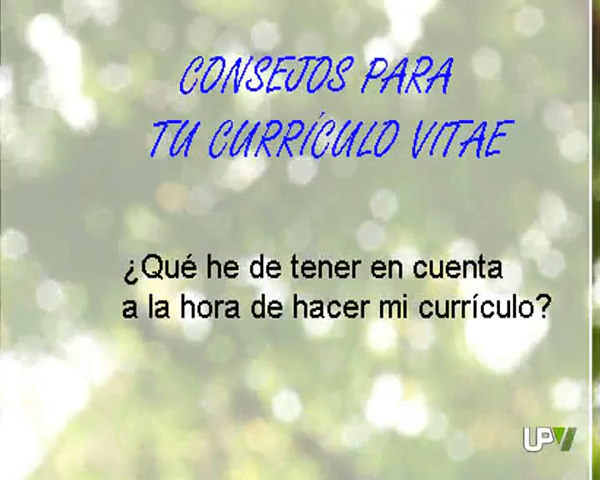 CONSEJOS PARA
TU CURRÍCULO VITAE
¿Qué he de tener en cuenta
a la hora de hacer mi currículo?
UPV